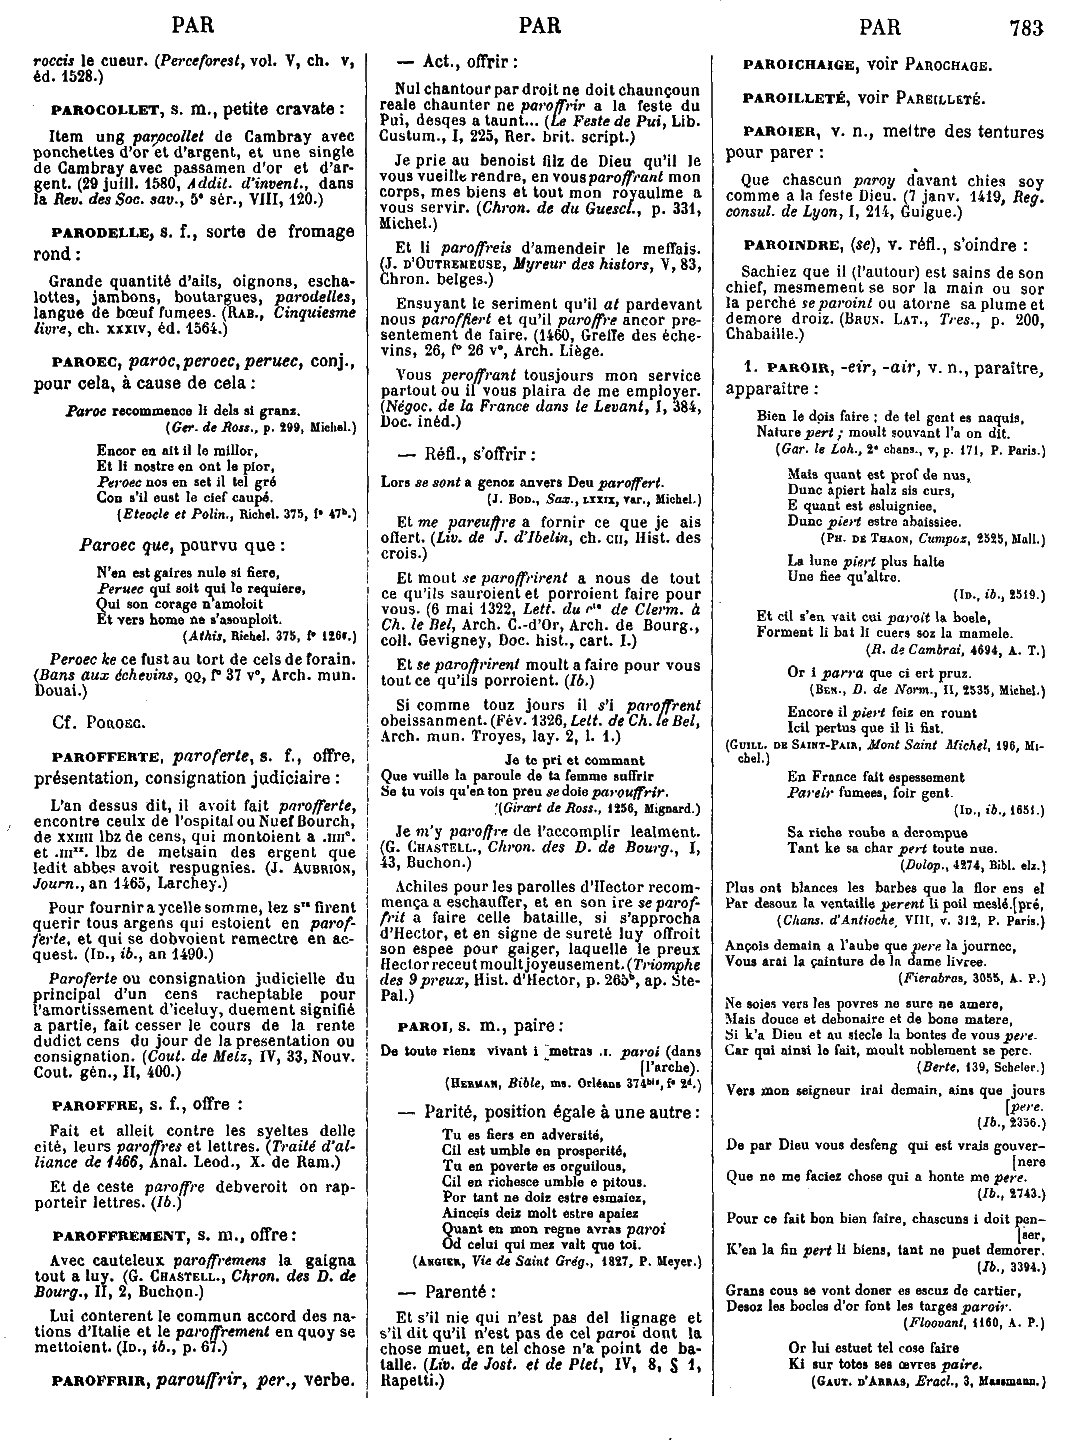 PAR
PAR
PAR
783
roccis le cueur. (Perceforest, vol. V, ch. v,
éd. 1528.)
PAROCOLLET, s. m., petite cravate :
Item ung parocollet de Cambray avec
ponchettes d'or et d'argent, et une single
de Cambray avec passamen d'or et d'ar-
gent. (29 juill. 1580, Addit. d'invent., dans
la Rev. des Soc. sav., 5e sér., VIII, 120.)
PARODELLE, s. f., sorte de fromage
rond :
Grande quantité d'ails, oignons, escha-
lottes, jambons, boutargues, parodelles,
langue de bœuf fumees. (RAB., Cinquiesme
livre, ch. XXXIV, éd. 1564.)
PAROEC, paroc, peroec, peruec, conj.,
pour cela, à cause de cela :
Paroc recommence li dels si granz.
(Ger. de Ross., p. 299, Michel.)
Encor en ait il le millor,
Et li nostre en ont le pior,
Peroec nos en set il tel gré
Con s'il eust le cief caupé.
(Eteocle et Polin., Richel. 375, f° 47b.)
Paroec que, pourvu que :
N'en est gaires nule si fiere,
Peruec qui soit qui le requiere,
Qui son corage n'amoloit
Et vers home ne s'asouploit.
(Athis, Richel. 375, f° 126r.)
Peroec ke ce fust au tort de cels de forain.
(Bans aux échevins, QQ, f° 37 v°, Arch. mun.
Douai.)
Cf. POROEC.
PAROFFERTE, paroferte, s. f., offre,
présentation, consignation judiciaire :
L'an dessus dit, il avoit fait parofferte,
encontre ceulx de l'ospital ou Nuef Bourch,
de XXIIII lbz de cens, qui montoient a .IIIIc.
et .IIIxx. lbz de metsain des ergent que
ledit abbes avoit respugnies. (J. AUBRION,
Journ., an 1465, Larchey.)
Pour fournir a ycelle somme, lez srs firent
querir tous argens qui estoient en parof-
ferte, et qui se dobvoient remectre en ac-
quest. (ID., ib., an 1490.)
Paroferte ou consignation judicielle du
principal d'un cens racheptable pour
l'amortissement d'iceluy, duement signifié
a partie, fait cesser le cours de la rente
dudict cens du jour de la presentation ou
consignation. (Cout. de Metz, IV, 33, Nouv.
Cout. gén., II, 400.)
PAROFFRE, s. f., offre :
Fait et alleit contre les syeltes delle
cité, leurs paroffres et lettres. (Traité d'al-
liance de 1466, Anal. Leod., X. de Ram.)
Et de ceste paroffre debveroit on rap-
porteir lettres. (Ib.)
PAROFFREMENT, s. m., offre :
Avec cauteleux paroffremens la gaigna
tout a luy. (G. CHASTELL., Chron. des D. de
Bourg., II, 2, Buchon.)
Lui conterent le commun accord des na-
tions d'Italie et le paroffrement en quoy se
mettoient. (ID., ib., p. 67.)
PAROFFRIR, parouffrir, per., verbe.
— Act., offrir :
Nul chantour par droit ne doit chaunçoun
reale chaunter ne paroffrir a la feste du
Pui, desqes a taunt... (Le Feste de Pui, Lib.
Custum., I, 225, Rer. brit. script.)
Je prie au benoist filz de Dieu qu'il le
vous vueille rendre, en vous paroffrant mon
corps, mes biens et tout mon royaulme a
vous servir. (Chron. de du Guescl., p. 331,
Michel.)
Et li paroffreis d'amendeir le meffais.
(J. D'OUTREMEUSE, Myreur des histors, V, 83,
Chron. belges.)
Ensuyant le seriment qu'il at pardevant
nous paroffiert et qu'il paroffre ancor pre-
sentement de faire. (1460, Greffe des éche-
vins, 26, f° 26 v°, Arch. Liège.
Vous peroffrant tousjours mon service
partout ou il vous plaira de me employer.
(Négoc. de la France dans le Levant, I, 384,
Doc. inéd.)
— Réfl., s'offrir :
Lors se sont a genoz anvers Deu paroffert.
(J. BOD., Sax., LXXIX, var., Michel.)
Et me pareuffre a fornir ce que je ais
offert. (Liv. de J. d'Ibelin, ch. CII, Hist. des
crois.)
Et mout se paroffrirent a nous de tout
ce qu'ils sauroient et porroient faire pour
vous. (6 mai 1322, Lett. du cte de Clerm. à
Ch. le Bel, Arch. C.-d'Or, Arch. de Bourg.,
coll. Gevigney, Doc. hist., cart. I.)
Et se paroffrirent moult a faire pour vous
tout ce qu'ils porroient. (Ib.)
Si comme touz jours il s'i paroffrent
obeissanment. (Fév. 1326, Lett. de Ch. le Bel,
Arch. mun. Troyes, lay. 2, l. 1.)
Je te pri et commant
Que vuille la paroule de ta femme suffrir
Se tu vois qu'en ton preu se doie parouffrir.
(Girart de Ross., 1256, Mignard.)
Je m'y paroffre de l'accomplir lealment.
(G. CHASTELL., Chron. des D. de Bourg., I,
43, Buchon.)
Achiles pour les parolles d'Hector recom-
mença a eschauffer, et en son ire se parof-
frit a faire celle bataille, si s'approcha
d'Hector, et en signe de sureté luy offroit
son espee pour gaiger, laquelle le preux
Hector receut moult joyeusement. (Triomphe
des 9 preux, Hist. d'Hector, p. 265b, ap. Ste-
Pal.)
PAROI, s. m., paire :
De toute rienz vivant i metras .I. paroi (dans
[l'arche).
(HERMAN, Bible, ms. Orléans 374bis, f° 2d.)
— Parité, position égale à une autre :
Tu es fiers en adversité,
Cil est umble en prosperité,
Tu en poverte es orguilous,
Cil en richesce umble e pitous.
Por tant ne doiz estre esmaiez,
Ainceis deiz molt estre apaiez
Quant en mon regne avras paroi
Od celui qui mez valt que toi.
(ANGIER, Vie de Saint Grég., 1827, P. Meyer.)
— Parenté :
Et s'il nie qui n'est pas del lignage et
s'il dit qu'il n'est pas de cel paroi dont la
chose muet, en tel chose n'a point de ba-
talle. (Liv. de Jost. et de Plet, IV, 8, § 1,
Rapetti.)
PAROICHAIGE, voir PAROCHAGE.
PAROILLETÉ, voir PAREILLETÉ.
PAROIER, v. n., mettre des tentures
pour parer :
Que chascun paroy davant chies soy
comme a la feste Dieu. (7 janv. 1419, Reg.
consul. de Lyon, I, 214, Guigue.)
PAROINDRE, (se), v. réfl., s'oindre :
Sachiez que il (l'autour) est sains de son
chief, mesmement se sor la main ou sor
la perche se paroint ou atorne sa plume et
demore droiz. (BRUN. LAT., Tres., p. 200,
Chabaille.)
1. PAROIR, -eir, -air, v. n., paraître,
apparaître :
Bien le dois faire ; de tel gent es naquis,
Nature pert ; moult souvant l'a on dit.
(Gar. le Loh., 2e chans., v, p. 171, P. Paris.)
Mais quant est prof de nus,
Dunc apiert halz sis curs,
E quant est esluigniee,
Dunc piert estre abaissiee.
(PH. DE THAON, Cumpoz, 2525, Mall.)
La lune piert plus halte
Une fiee qu'altre.
(ID., ib., 2519.)
Et cil s'en vait cui paroit la boele,
Forment li bat li cuers soz la mamele.
(R. de Cambrai, 4694, A. T.)
Or i parra que ci ert pruz.
(BEN., D. de Norm., II, 2535, Michel.)
Encore il piert feiz en rount
Icil pertus que il li fist.
(GUILL. DE SAINT-PAIR, Mont Saint Michel, 196, Mi-
chel.)
En France fait espessement
Pareir fumees, foir gent.
(ID., ib., 1651.)
Sa riche roube a derompue
Tant ke sa char pert toute nue.
(Dolop., 4274, Bibl. elz.)
Plus ont blances les barbes que la flor ens el
Par desouz la ventaille perent li poil meslé. [pré,
(Chans. d'Antioche, VIII, v. 312, P. Paris.)
Ançois demain a l'aube que pere la journee,
Vous arai la çainture de la dame livree.
(Fierabras, 3055, A. P.)
Ne soies vers les povres ne sure ne amere,
Mais douce et debonaire et de bone matere,
Si k'a Dieu et au siecle la bontes de vous pere.
Car qui ainsi le fait, moult noblement se perc.
(Berte, 139, Scheler.)
Vers mon seigneur irai demain, ains que jours
[pere.
(Ib., 2356.)
De par Dieu vous desfeng qui est vrais gouver-
[nere
Que ne me faciez chose qui a honte me pere.
(Ib., 2743.)
Pour ce fait bon bien faire, chascuns i doit pen-
[ser,
K'en la fin pert li biens, tant ne puet demorer.
(Ib., 3394.)
Grans cous se vont doner es escuz de cartier,
Desoz les bocles d'or font les targes paroir.
(Floovant, 1160, A. P.)
Or lui estuet tel cose faire
Ki sur totes ses œvres paire.
(GAUT. D'ARRAS, Eracl., 3, Massmann.)